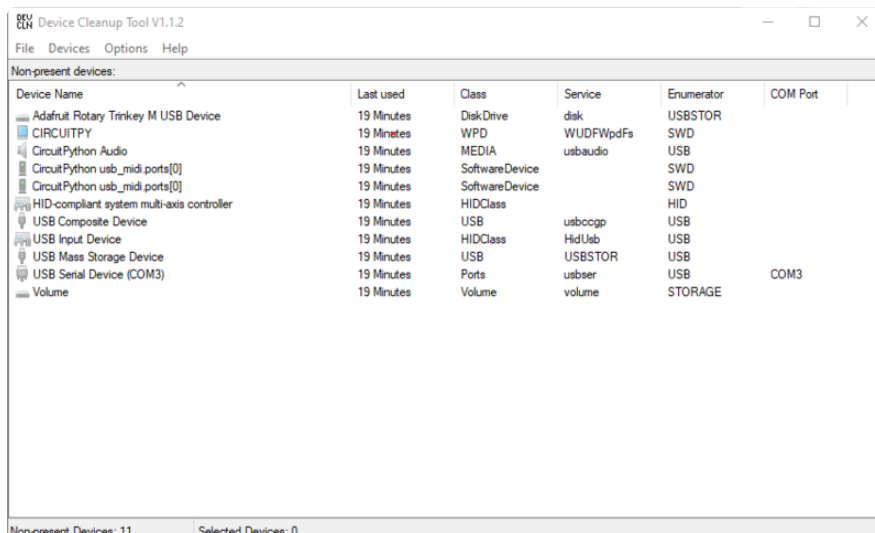 DEV CLN Device Cleanup Tool V1.1.2
File Devices Options Help
Non-present devices:
Device Name Last used Class Service Enumerator COM Port
Adafruit Rotary Trinkey M USB Device 19 Minutes DiskDrive disk USBSTOR
CIRCUITPY 19 Minutes WPD WUDFWpdFs SWD
CircuitPython Audio 19 Minutes MEDIA usbaudio USB
CircuitPython usb_midi.ports[0] 19 Minutes SoftwareDevice SWD
CircuitPython usb_midi.ports[0] 19 Minutes SoftwareDevice SWD
HID-compliant system multi-axis controller 19 Minutes HIDClass HID
USB Composite Device 19 Minutes USB usbccgp USB
USB Input Device 19 Minutes HIDClass HidUsb USB
USB Mass Storage Device 19 Minutes USB USBSTOR USB
USB Serial Device (COM3) 19 Minutes Ports usbser USB COM3
Volume 19 Minutes Volume volume STORAGE
Non-present Devices: 11 Selected Devices: 0